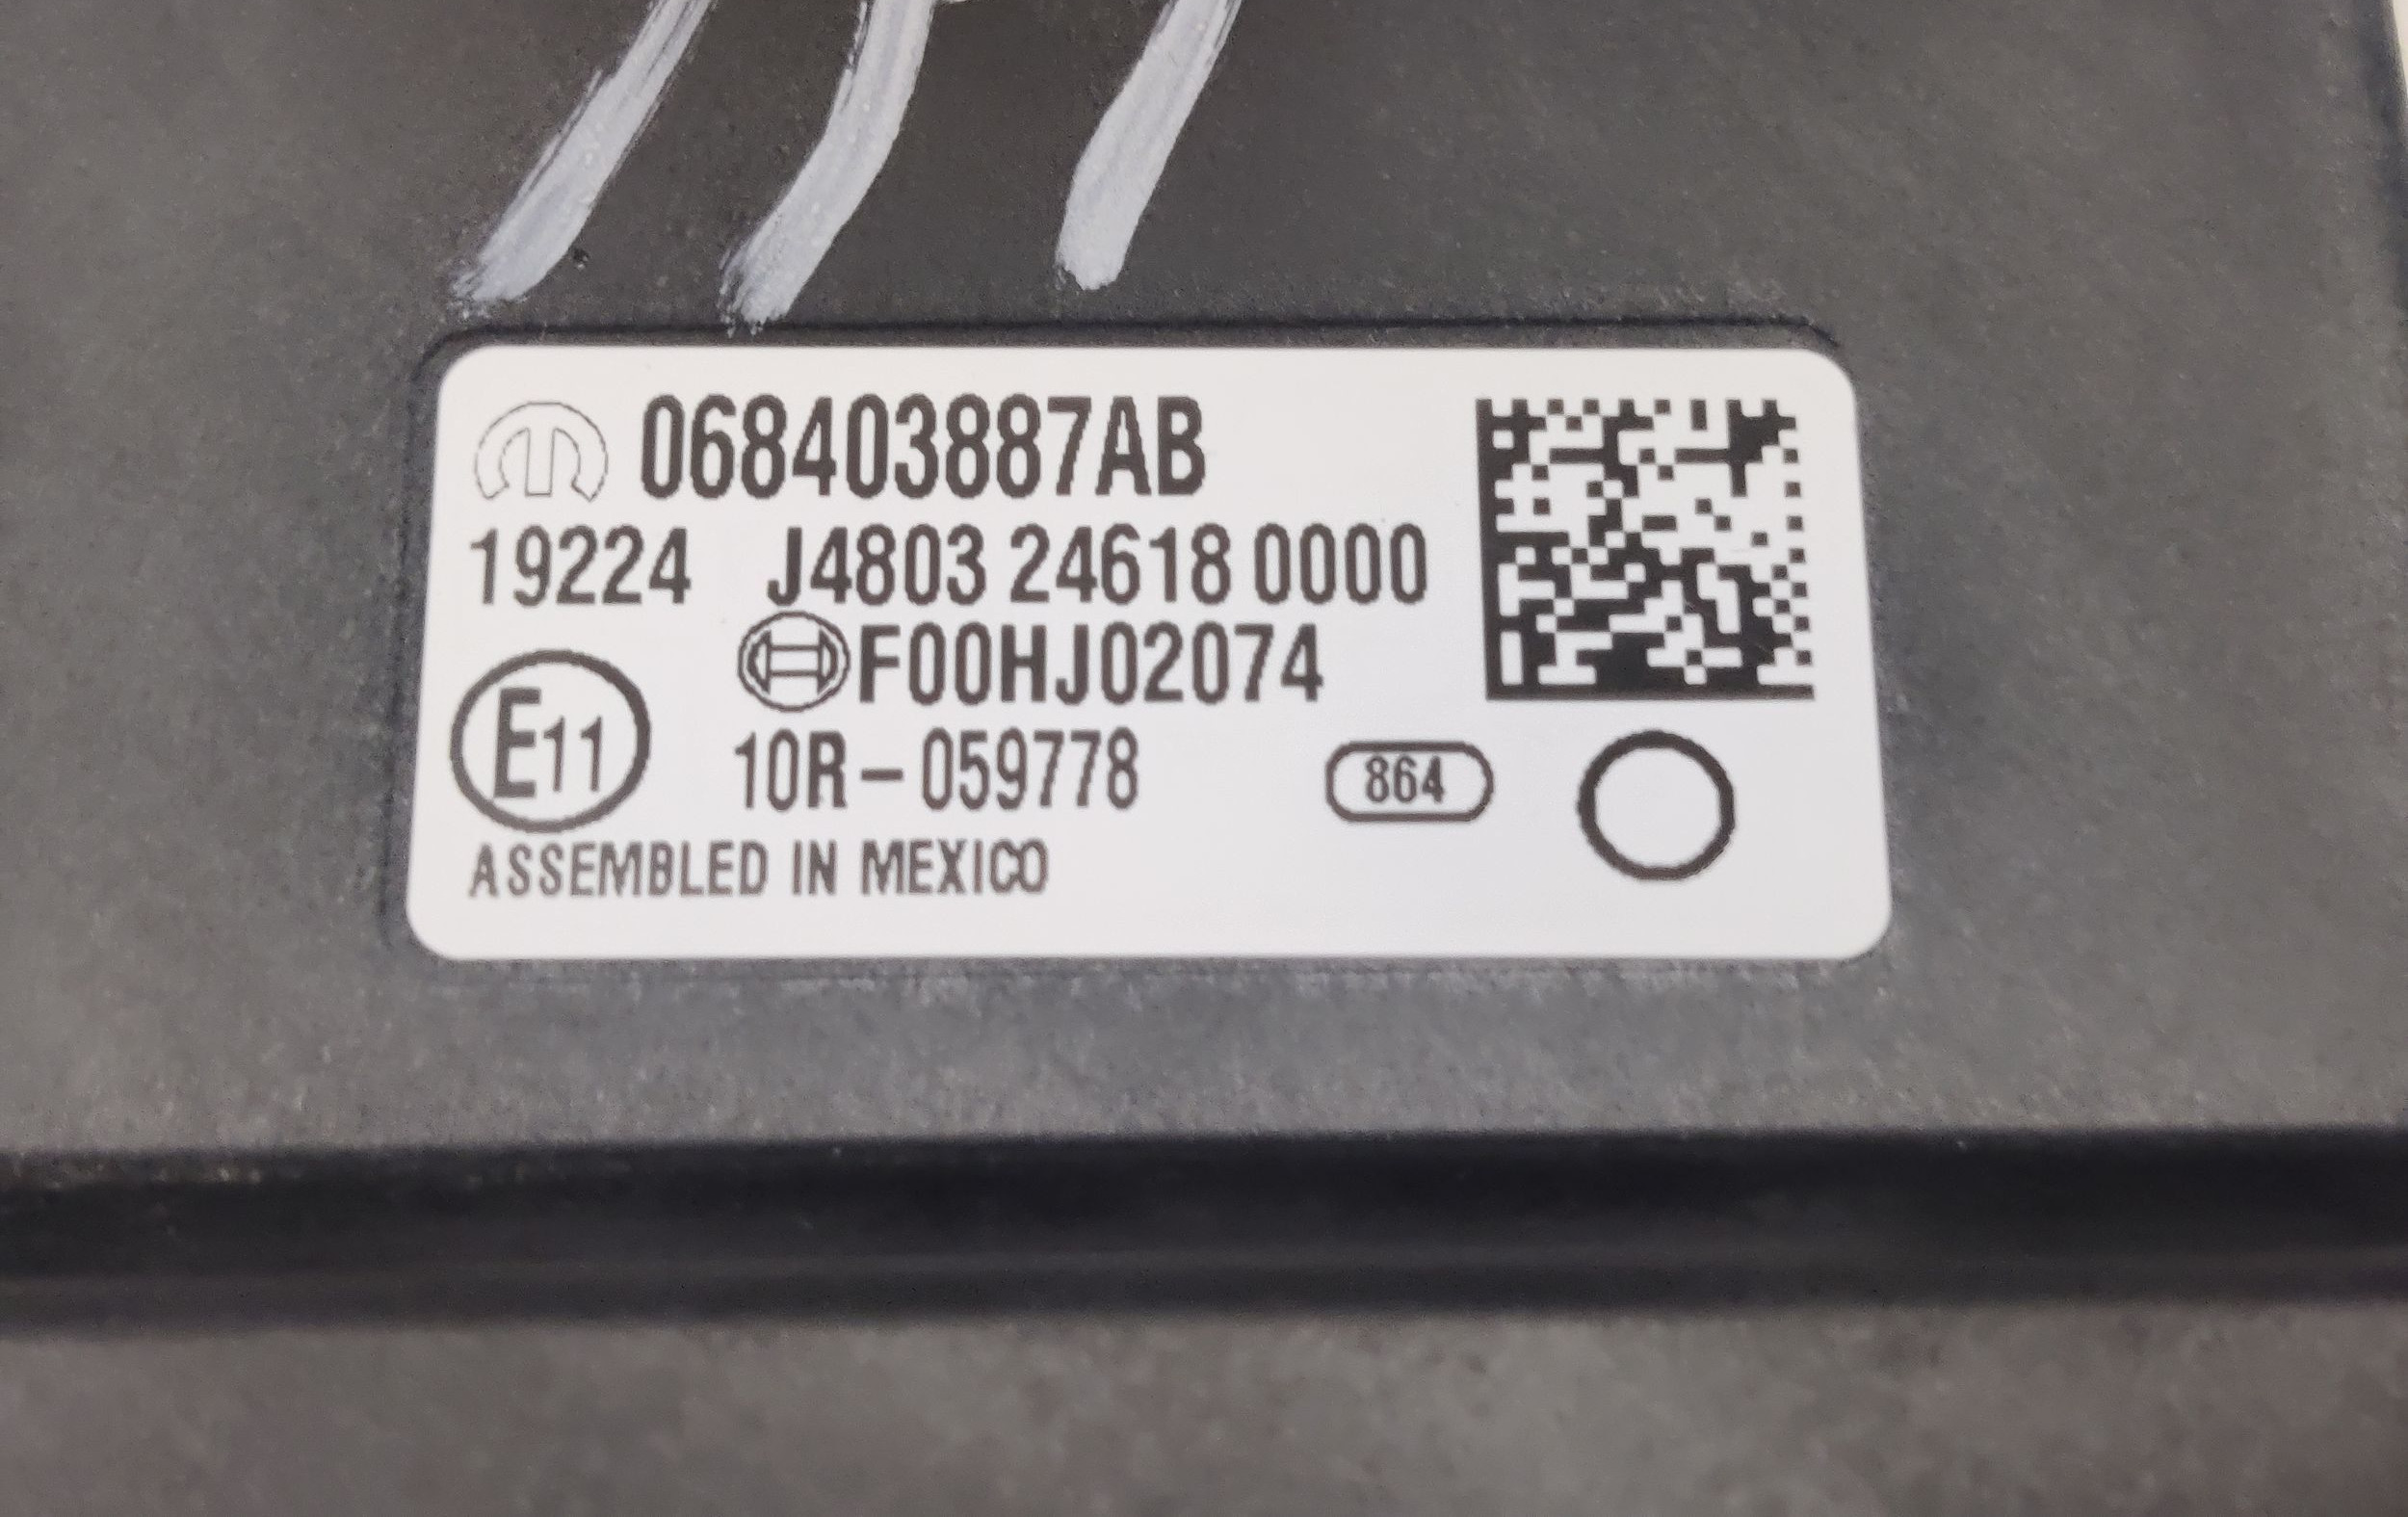 068403887AB
19224 J4803 24618 0000
F00HJ02074
E11
10R-059778
864
ASSEMBLED IN MEXICO